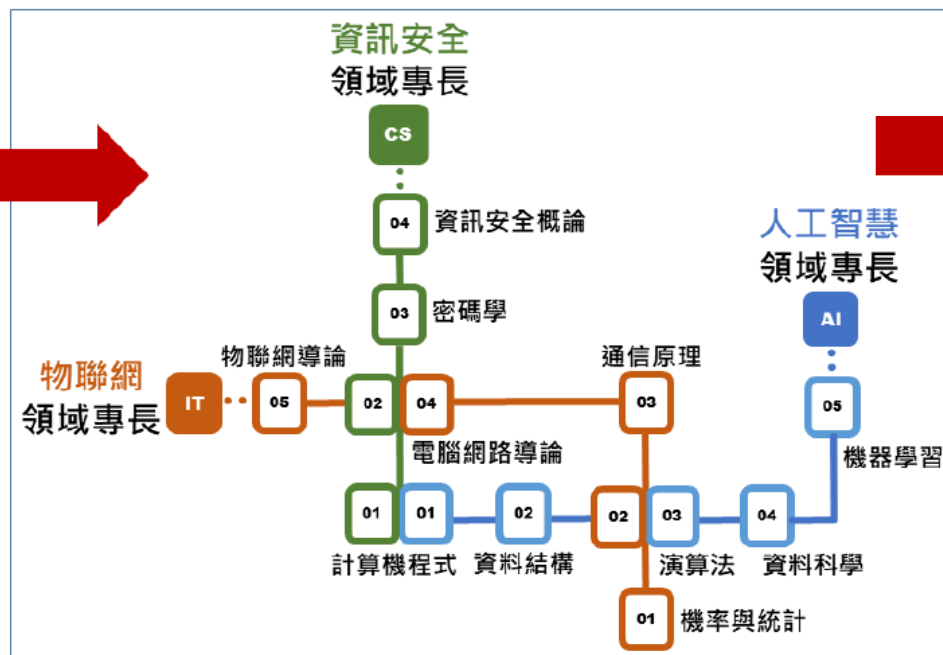 資訊安全
領域專長
CS
04 資訊安全概論
人工智慧
領域專長
AI
03 密碼學
物聯網
領域專長
IT
物聯網導論
05
02
04
電腦網路導論
通信原理
03
05
機器學習
01
01
計算機程式
02
資料結構
02
03
演算法
04
資料科學
01 機率與統計